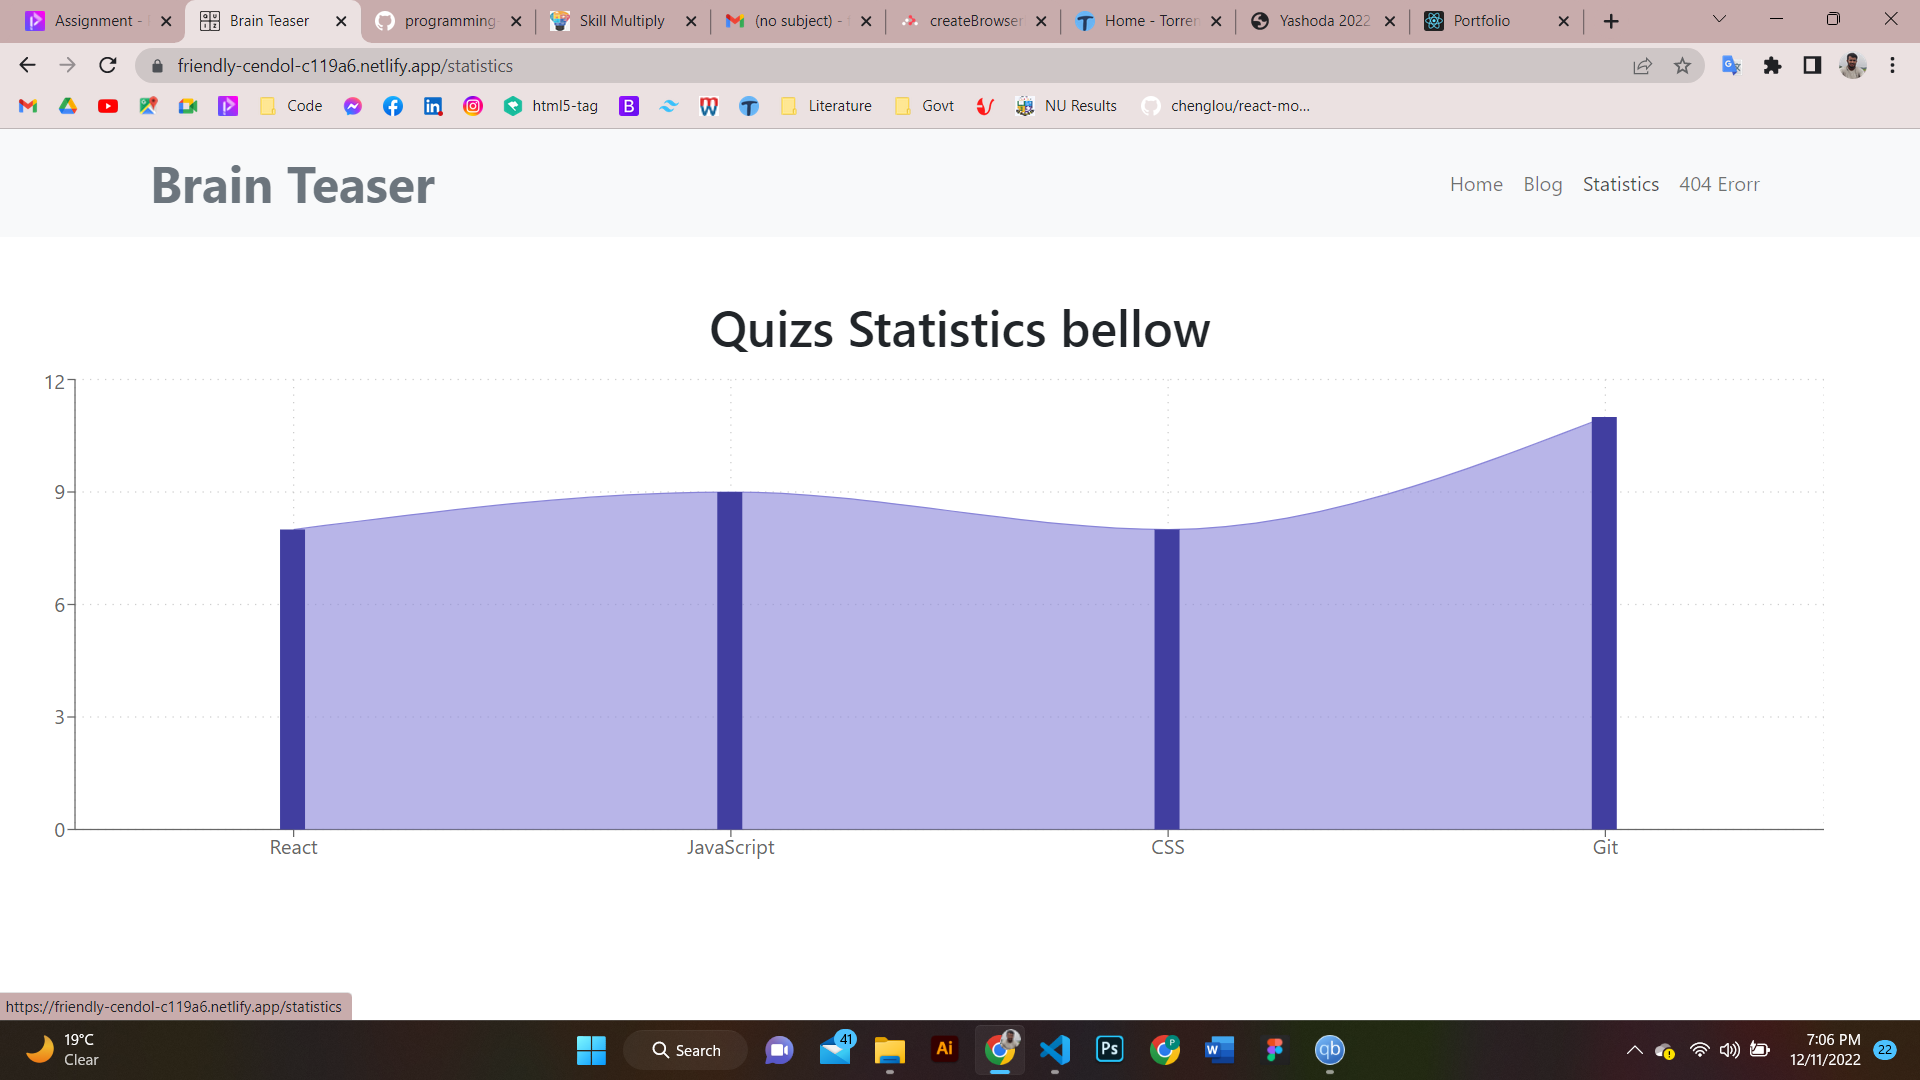 Assignment -
Brain Teaser
programming-
Skill Multiply
(no subject) -
createBrowser
Home - Torren
Yashoda 2022
Portfolio
friendly-cendol-c119a6.netlify.app/statistics
Code
html5-tag
Literature
Govt
NU Results
chenglou/react-mo...
Brain Teaser
Home
Blog
Statistics
404 Erorr
Quizs Statistics bellow
12
9
6
3
0
React
JavaScript
CSS
Git
https://friendly-cendol-c119a6.netlify.app/statistics
19°C
Clear
Search
41
Ai
Ps
P
W
qb
7:06 PM
12/11/2022
22